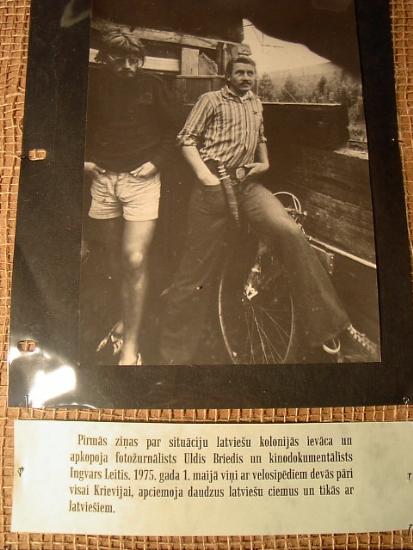 Pirmās ziņas par situāciju latviešu kolonijās ievāca un
apkopoja fotožurnālists Uldis Briedis un kinodokumentālists
Ingvars Leitis. 1975. gada 1. maijā viņi ar velosipēdiem devās pāri
visai Krievijai, apciemoja daudzus latviešu ciemus un tikās ar
latviešiem.